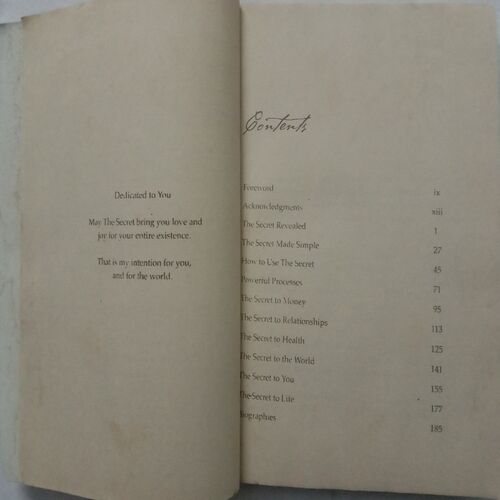 Dedicated to You
May The Secret bring you love and
joy for your entire existence.
That is my intention for you,
and for the world.
Contents
Foreword ix
Acknowledgments xiii
The Secret Revealed 1
The Secret Made Simple 27
How to Use The Secret 45
Powerful Processes 71
The Secret to Money 95
The Secret to Relationships 113
The Secret to Health 125
The Secret to the World 141
The Secret to You 155
The Secret to Life 177
Biographies 185